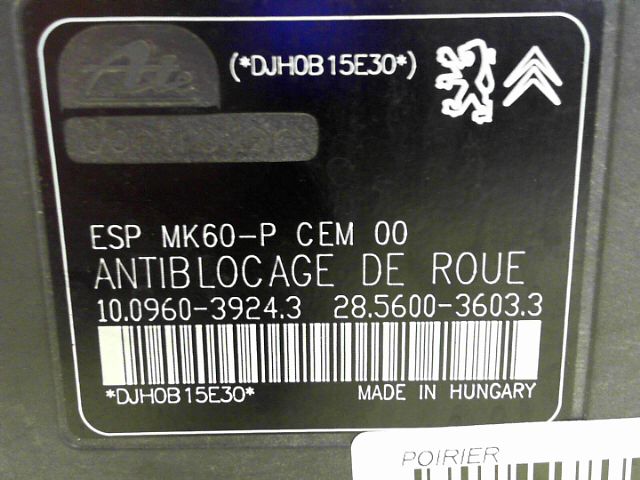 Ate
(*DJH0B15E30*)
ESP MK60-P CEM 00
ANTIBLOCAGE DE ROUE
10.0960-3924.3 28.5600-3603.3
*DJH0B15E30* MADE IN HUNGARY
POIRIER